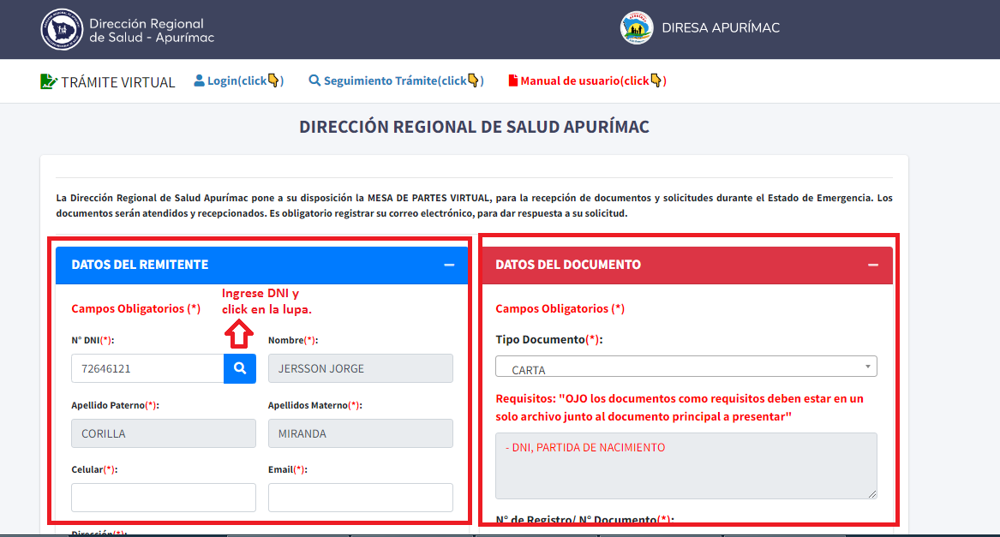 Dirección Regional
de Salud - Apurímac
DIRESA APURÍMAC
TRÁMITE VIRTUAL
Login(click👇)
Seguimiento Trámite(click👇)
Manual de usuario(click👇)
DIRECCIÓN REGIONAL DE SALUD APURÍMAC
La Dirección Regional de Salud Apurímac pone a su disposición la MESA DE PARTES VIRTUAL, para la recepción de documentos y solicitudes durante el Estado de Emergencia. Los
documentos serán atendidos y recepcionados. Es obligatorio registrar su correo electrónico, para dar respuesta a su solicitud.
DATOS DEL REMITENTE
Campos Obligatorios (*)
Ingrese DNI y
click en la lupa.
N° DNI(*):
Nombre(*):
72646121
JERSSON JORGE
Apellido Paterno(*):
Apellidos Materno(*):
CORILLA
MIRANDA
Celular(*):
Email(*):
Dirección(*):
DATOS DEL DOCUMENTO
Campos Obligatorios (*)
Tipo Documento(*):
CARTA
Requisitos: "OJO los documentos como requisitos deben estar en un
solo archivo junto al documento principal a presentar"
- DNI, PARTIDA DE NACIMIENTO
N° de Registro/ N° Documento(*):